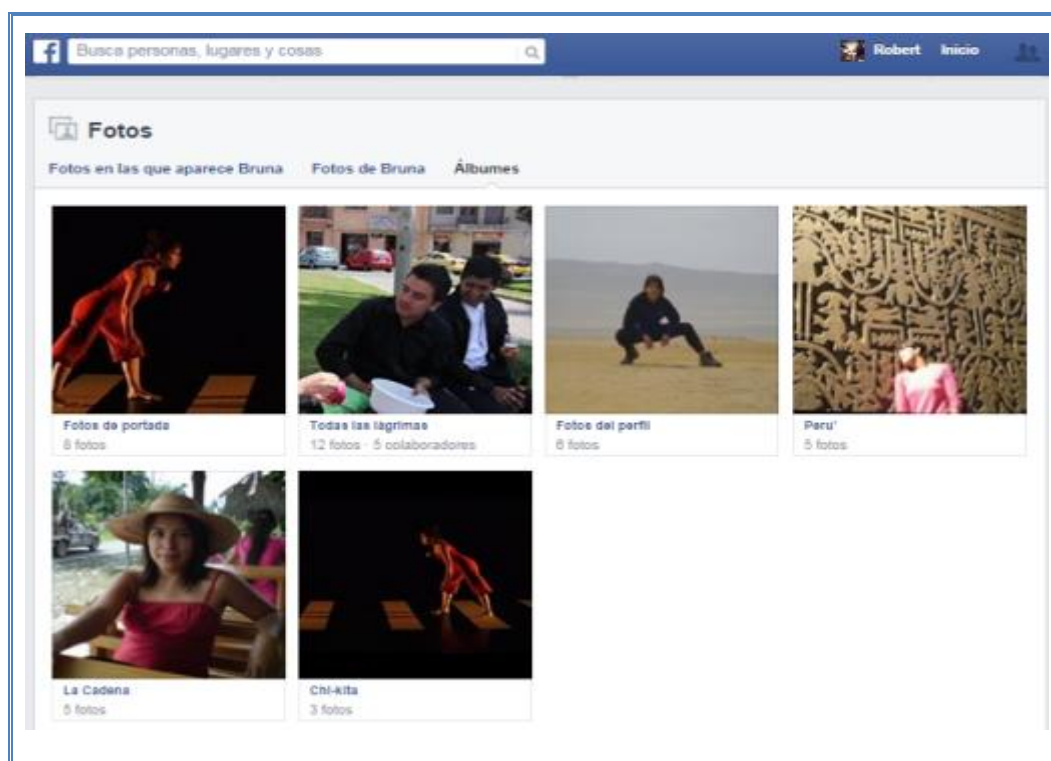 f Busca personas, lugares y cosas Robert Inicio
Fotos
Fotos en las que aparece Bruna Fotos de Bruna Álbumes
Fotos de portada
8 fotos
Todas las lágrimas
12 fotos · 5 colaboradores
Fotos del perfil
6 fotos
Peru'
5 fotos
La Cadena
5 fotos
Chi-kita
3 fotos